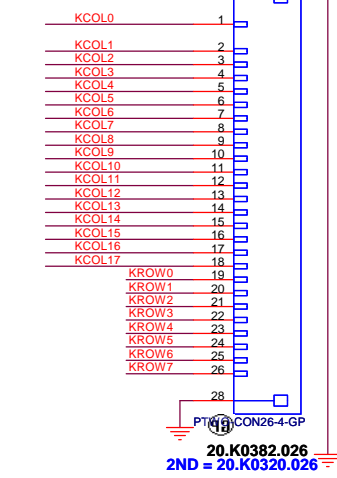 KCOL0 1
KCOL1 2
KCOL2 3
KCOL3 4
KCOL4 5
KCOL5 6
KCOL6 7
KCOL7 8
KCOL8 9
KCOL9 10
KCOL10 11
KCOL11 12
KCOL12 13
KCOL13 14
KCOL14 15
KCOL15 16
KCOL16 17
KCOL17 18
KROW0 19
KROW1 20
KROW2 21
KROW3 22
KROW4 23
KROW5 24
KROW6 25
KROW7 26
28
-CON26-4-GP
20.K0382.026
2ND = 20.K0320.026